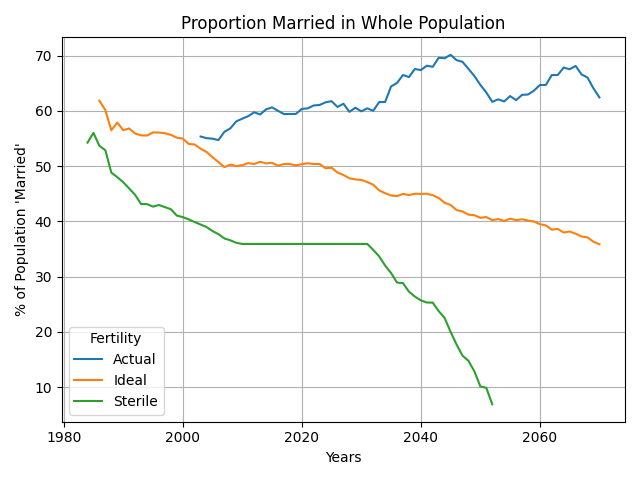 Proportion Married in Whole Population
% of Population 'Married'
70
60
50
40
30
20
10
Fertility
Actual
Ideal
Sterile
1980
2000
2020
2040
2060
Years